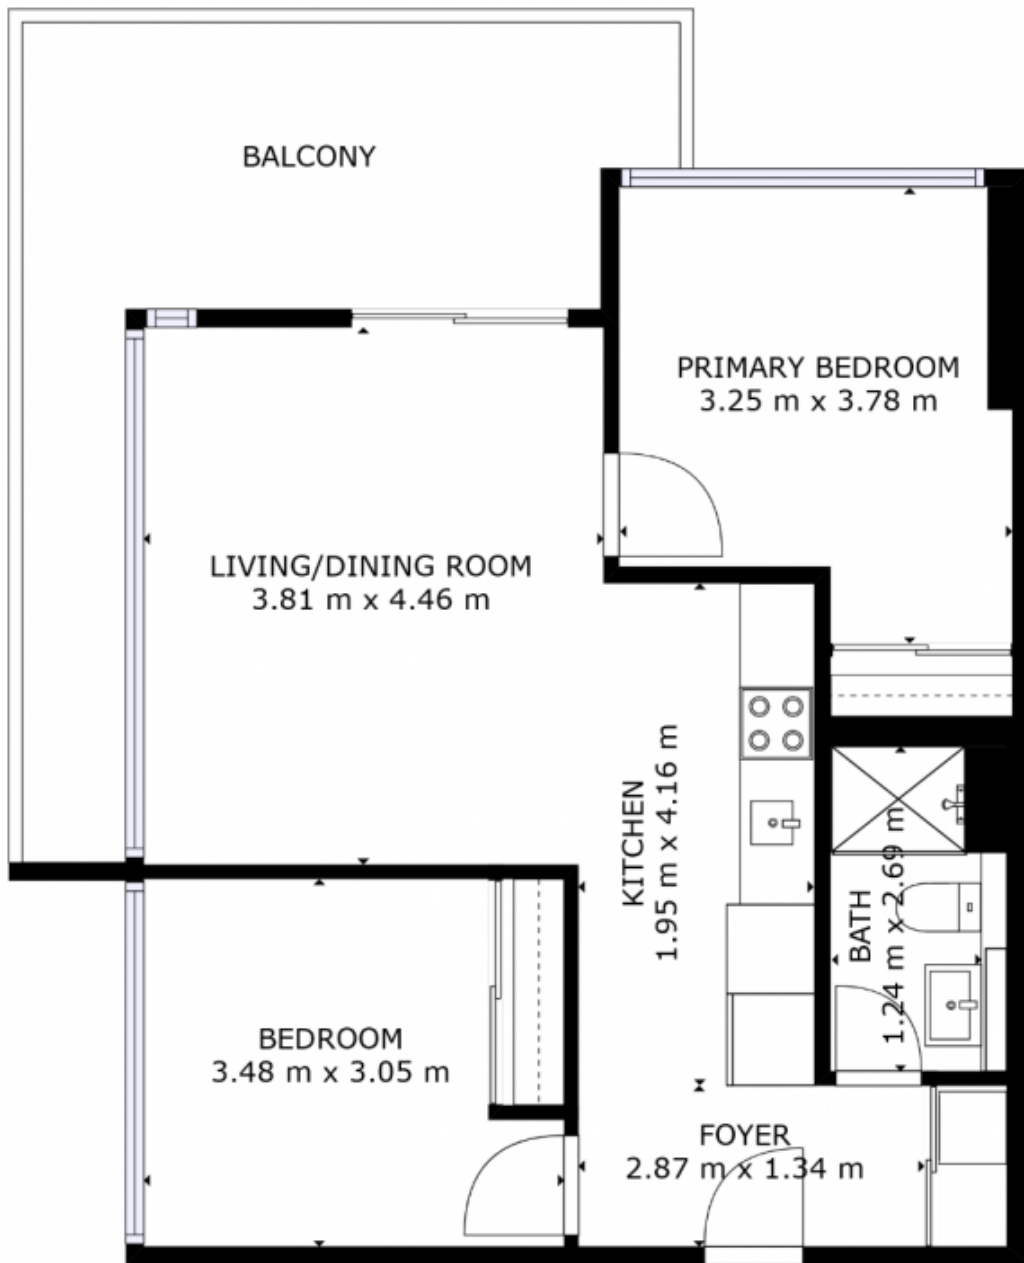 BALCONY
PRIMARY BEDROOM
3.25 m x 3.78 m
LIVING/DINING ROOM
3.81 m x 4.46 m
KITCHEN
1.95 m x 4.16 m
BATH
1.24 m x 2.69 m
BEDROOM
3.48 m x 3.05 m
FOYER
2.87 m x 1.34 m